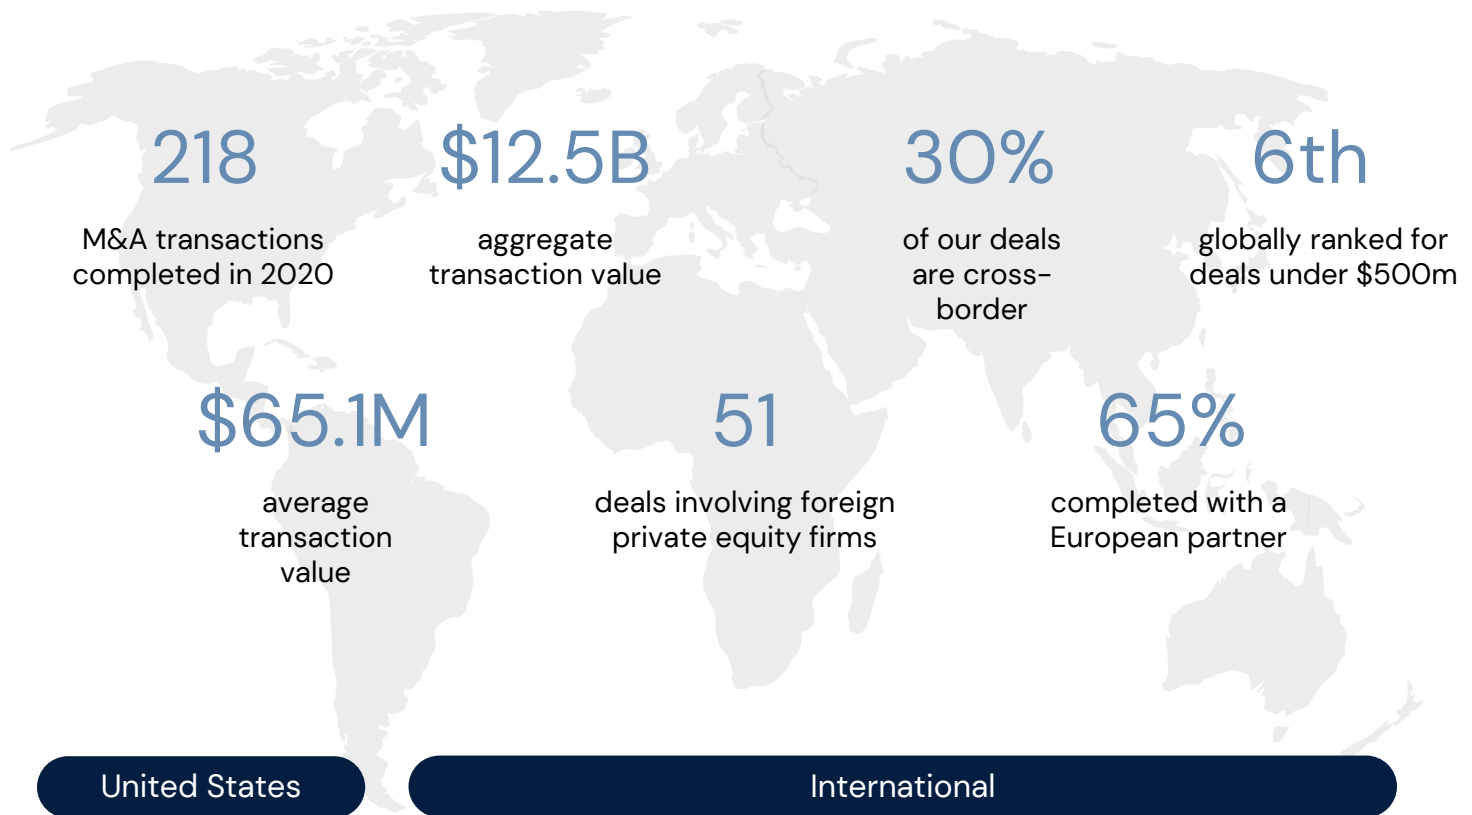 218
M&A transactions
completed in 2020
$12.5B
aggregate
transaction value
30%
of our deals
are cross-
border
6th
globally ranked for
deals under $500m
$65.1M
average
transaction
value
51
deals involving foreign
private equity firms
65%
completed with a
European partner
United States
International